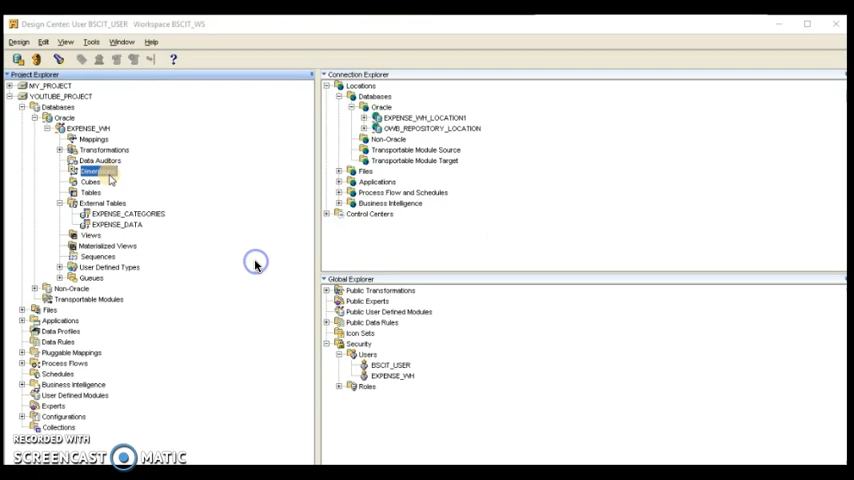 Design Center: User BSCIT_USER   Workspace BSCIT_WS
Design Edit View Tools Window Help
Project Explorer
MY_PROJECT
YOUTUBE_PROJECT
Databases
Oracle
EXPENSE_WH
Mappings
Transformations
Data Auditors
Cubes
Tables
External Tables
EXPENSE_CATEGORIES
EXPENSE_DATA
Views
Materialized Views
Sequences
User Defined Types
Queues
Non-Oracle
Transportable Modules
Files
Applications
Data Profiles
Data Rules
Pluggable Mappings
Process Flows
Schedules
Business Intelligence
User Defined Modules
Experts
Configurations
Collections
RECORDED WITH
SCREENCAST MATIC
Connection Explorer
Locations
Databases
Oracle
EXPENSE_WH_LOCATION1
OWB_REPOSITORY_LOCATION
Non-Oracle
Transportable Module Source
Transportable Module Target
Files
Applications
Process Flow and Schedules
Business Intelligence
Control Centers
Global Explorer
Public Transformations
Public Experts
Public User Defined Modules
Public Data Rules
Icon Sets
Security
Users
BSCIT_USER
EXPENSE_WH
Roles